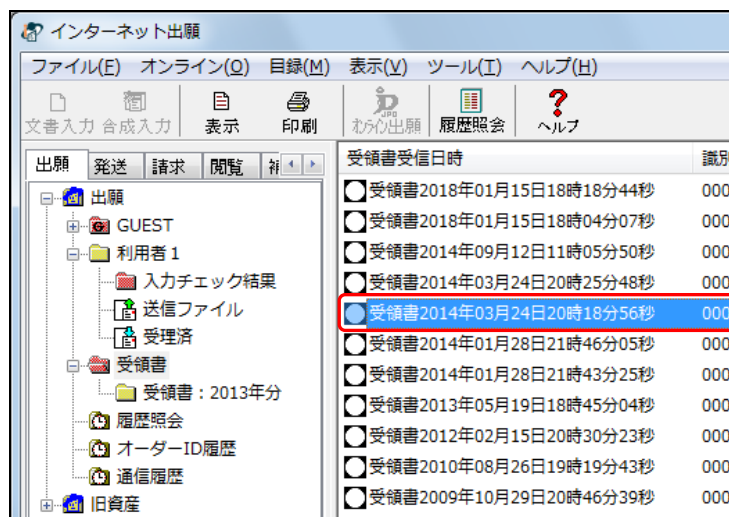 インターネット出願
ファイル(F) オンライン(O) 目録(M) 表示(V) ツール(T) ヘルプ(H)
文書入力 合成入力 表示 印刷 わらいん出願 履歴照会 ヘルプ
出願 発送 請求 閲覧
受領書受信日時 識別
出願
GUEST
利用者1
入力チェック結果
送信ファイル
受理済
受領書
受領書:2013年分
履歴照会
オーダーID履歴
通信履歴
旧資産
受領書2018年01月15日18時18分44秒 000
受領書2018年01月15日18時04分07秒 000
受領書2014年09月12日11時05分50秒 000
受領書2014年03月24日20時25分48秒 000
受領書2014年03月24日20時18分56秒 000
受領書2014年01月28日21時46分05秒 000
受領書2014年01月28日21時43分25秒 000
受領書2013年05月19日18時45分04秒 000
受領書2012年02月15日20時30分23秒 000
受領書2010年08月26日19時19分43秒 000
受領書2009年10月29日20時46分39秒 000